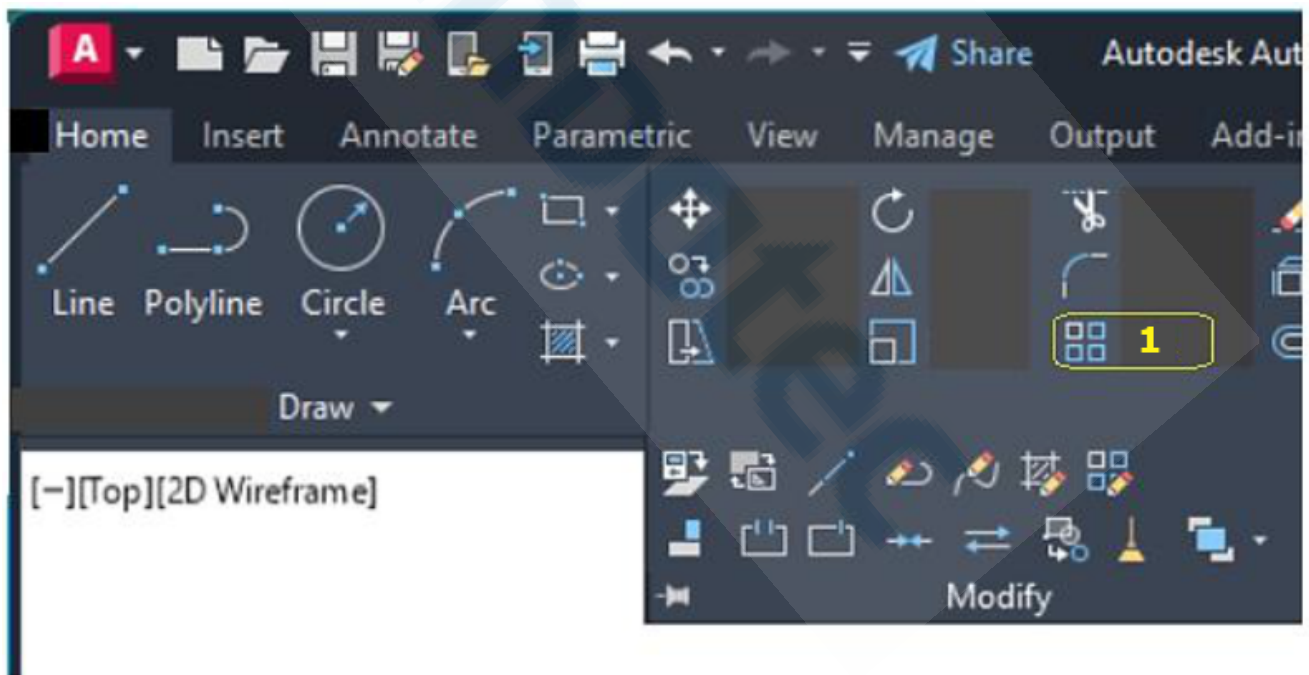 A
Share Autodesk Aut
Home Insert Annotate Parametric View Manage Output Add-i
Line Polyline Circle Arc
1
Draw
[−][Top][2D Wireframe]
Modify